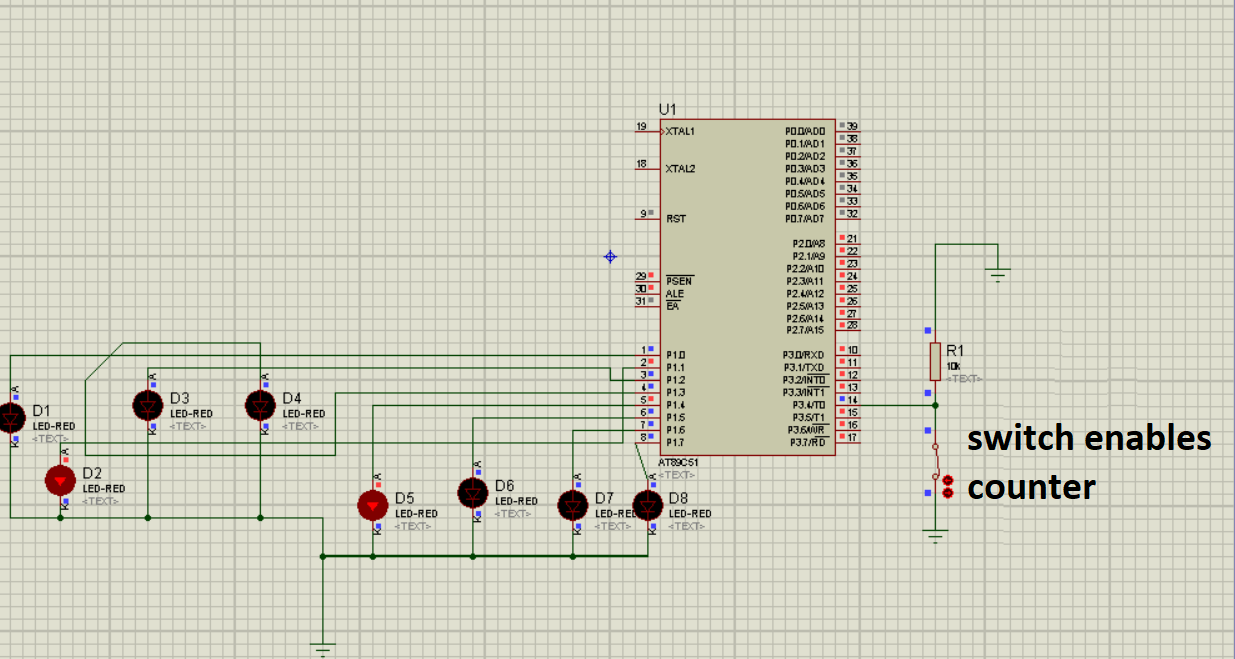 U1
19
XTAL1
18
XTAL2
9
RST
29
PSEN
30
ALE
31
EA
1
P1.0
2
P1.1
3
P1.2
4
P1.3
5
P1.4
6
P1.5
7
P1.6
8
P1.7
P0.0/AD0
39
P0.1/AD1
38
P0.2/AD2
37
P0.3/AD3
36
P0.4/AD4
35
P0.5/AD5
34
P0.6/AD6
33
P0.7/AD7
32
P2.0/A8
21
P2.1/A9
22
P2.2/A10
23
P2.3/A11
24
P2.4/A12
25
P2.5/A13
26
P2.6/A14
27
P2.7/A15
28
P3.0/RXD
10
P3.1/TXD
11
P3.2/INT0
12
P3.3/INT1
13
P3.4/T0
14
P3.5/T1
15
P3.6/WR
16
P3.7/RD
17
AT89C51
<TEXT>
R1
10k
<TEXT>
switch enables
counter
A
D1
LED-RED
<TEXT>
K
A
D2
LED-RED
<TEXT>
K
A
D3
LED-RED
<TEXT>
K
A
D4
LED-RED
<TEXT>
K
A
D5
LED-RED
<TEXT>
K
A
D6
LED-RED
<TEXT>
K
A
D7
LED-RED
<TEXT>
K
A
D8
LED-RED
<TEXT>
K